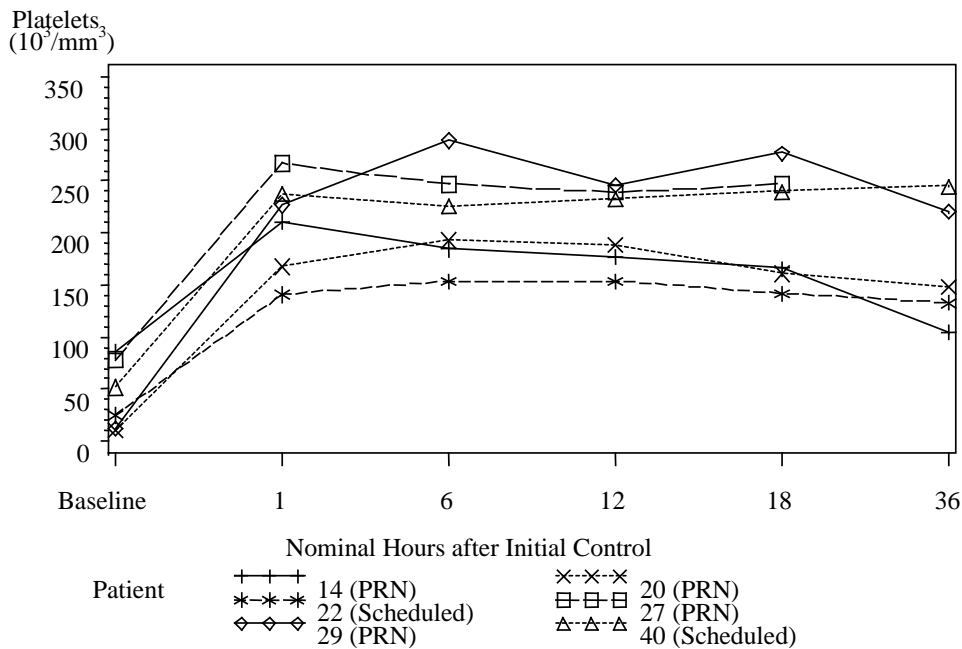 Platelets
(10³/mm³)
350
300
250
200
150
100
50
0
Baseline 1 6 12 18 36
Nominal Hours after Initial Control
Patient 14 (PRN) 20 (PRN)
22 (Scheduled) 27 (PRN)
29 (PRN) 40 (Scheduled)